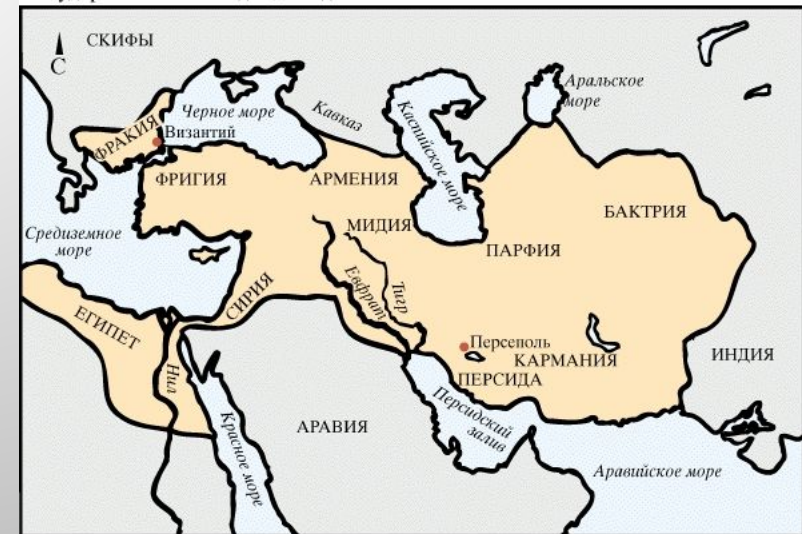 СКИФЫ
С
Аральское
море
Кавказ
Черное море
Каспийское море
Византий
ФРАКИЯ
ФРИГИЯ
АРМЕНИЯ
БАКТРИЯ
МИДИЯ
Средиземное
море
ПАРФИЯ
СИРИЯ
Евфрат
Тигр
ЕГИПЕТ
Персеполь
КАРМАНИЯ
ИНДИЯ
ПЕРСИДА
Нил
Персидский
залив
АРАВИЯ
Красное море
Аравийское море